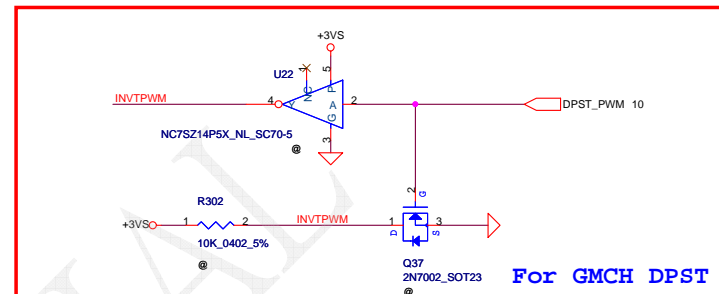 +3VS
U22
1
NC
5
P
INVTPWM
4
Y
A
2
DPST_PWM 10
G
3
NC7SZ14P5X_NL_SC70-5
@
R302
2
G
+3VS
1
2
INVTPWM
1
D
S
3
10K_0402_5%
@
Q37
2N7002_SOT23
@
For GMCH DPST